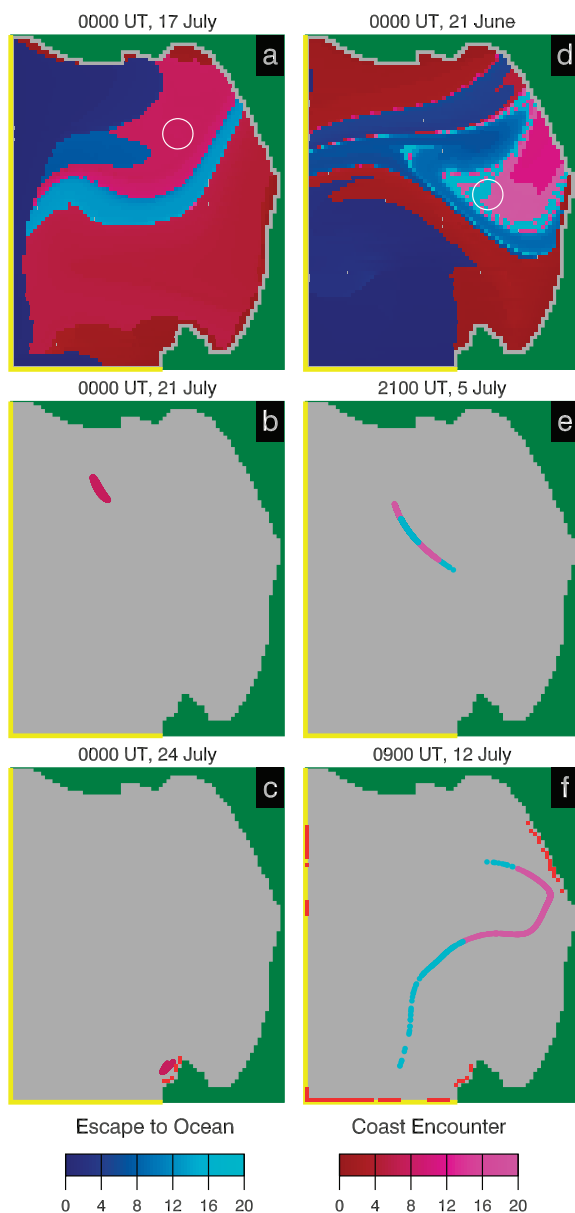 0000 UT, 17 July
a
0000 UT, 21 June
d
0000 UT, 21 July
b
2100 UT, 5 July
e
0000 UT, 24 July
c
0900 UT, 12 July
f
Escape to Ocean
0 4 8 12 16 20
Coast Encounter
0 4 8 12 16 20